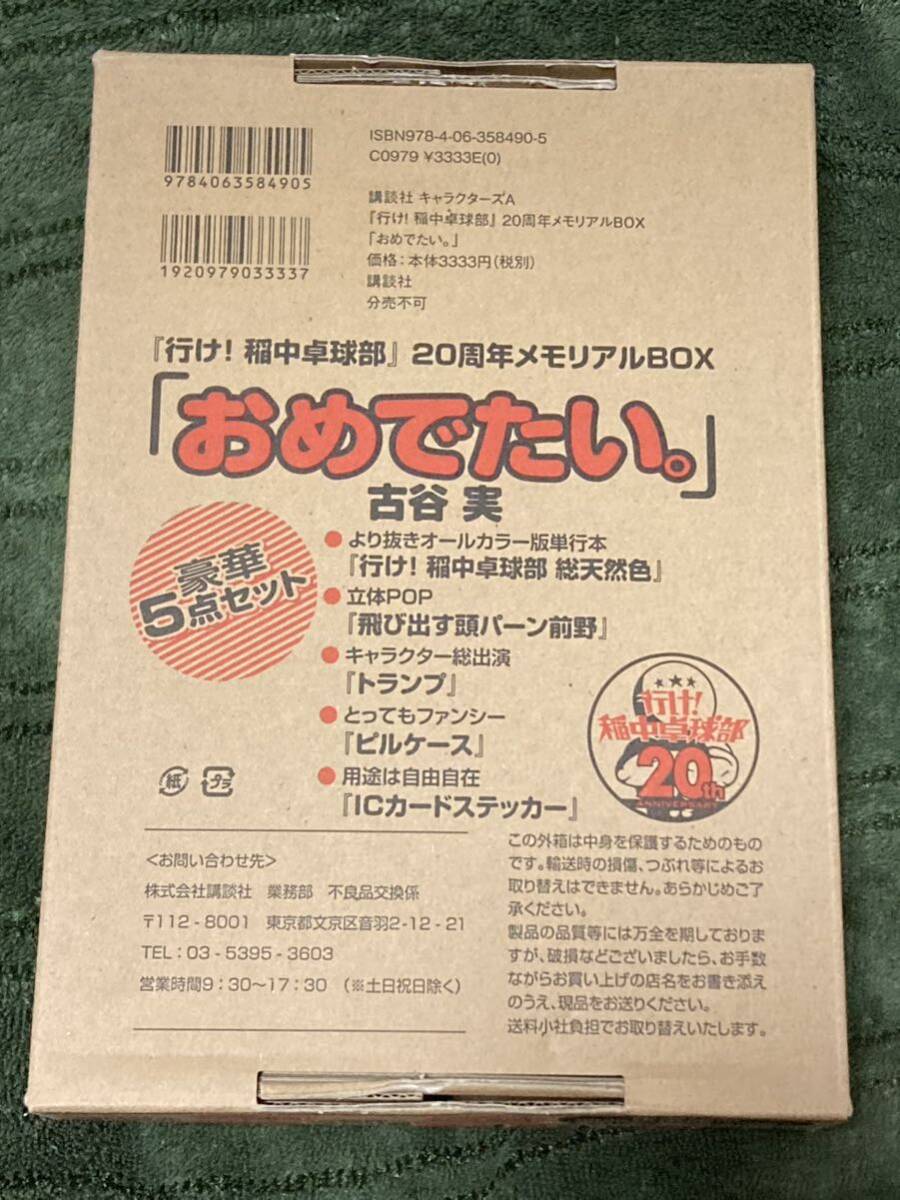 ISBN978-4-06-358490-5
C0979 ¥3333E(0)
9784063584905
講談社 キャラクターズA
『行け! 稲中卓球部』 20周年メモリアルBOX
「おめでたい。」
価格:本体3333円(税別)
講談社
分売不可
1920979033337
『行け! 稲中卓球部』 20周年メモリアルBOX
「おめでたい。」
古谷 実
豪華
5点セット
● より抜きオールカラー版単行本
『行け! 稲中卓球部 総天然色』
● 立体POP
『飛び出す頭パーン前野』
● キャラクター総出演
『トランプ』
● とってもファンシー
『ピルケース』
● 用途は自由自在
『ICカードステッカー』
行け!
稲中卓球部
20th
ANNIVERSARY
紙 プラ
<お問い合わせ先>
株式会社講談社 業務部 不良品交換係
〒112-8001 東京都文京区音羽2-12-21
TEL:03-5395-3603
営業時間9:30〜17:30 (※土日祝日除く)
この外箱は中身を保護するためのもの
です。輸送時の損傷、つぶれ等によるお
取り替えはできません。あらかじめご了
承ください。
製品の品質等には万全を期しておりま
すが、破損などございましたら、お手数
ながらお買い上げの店名をお書き添え
のうえ、現品をお送りください。
送料小社負担でお取り替えいたします。